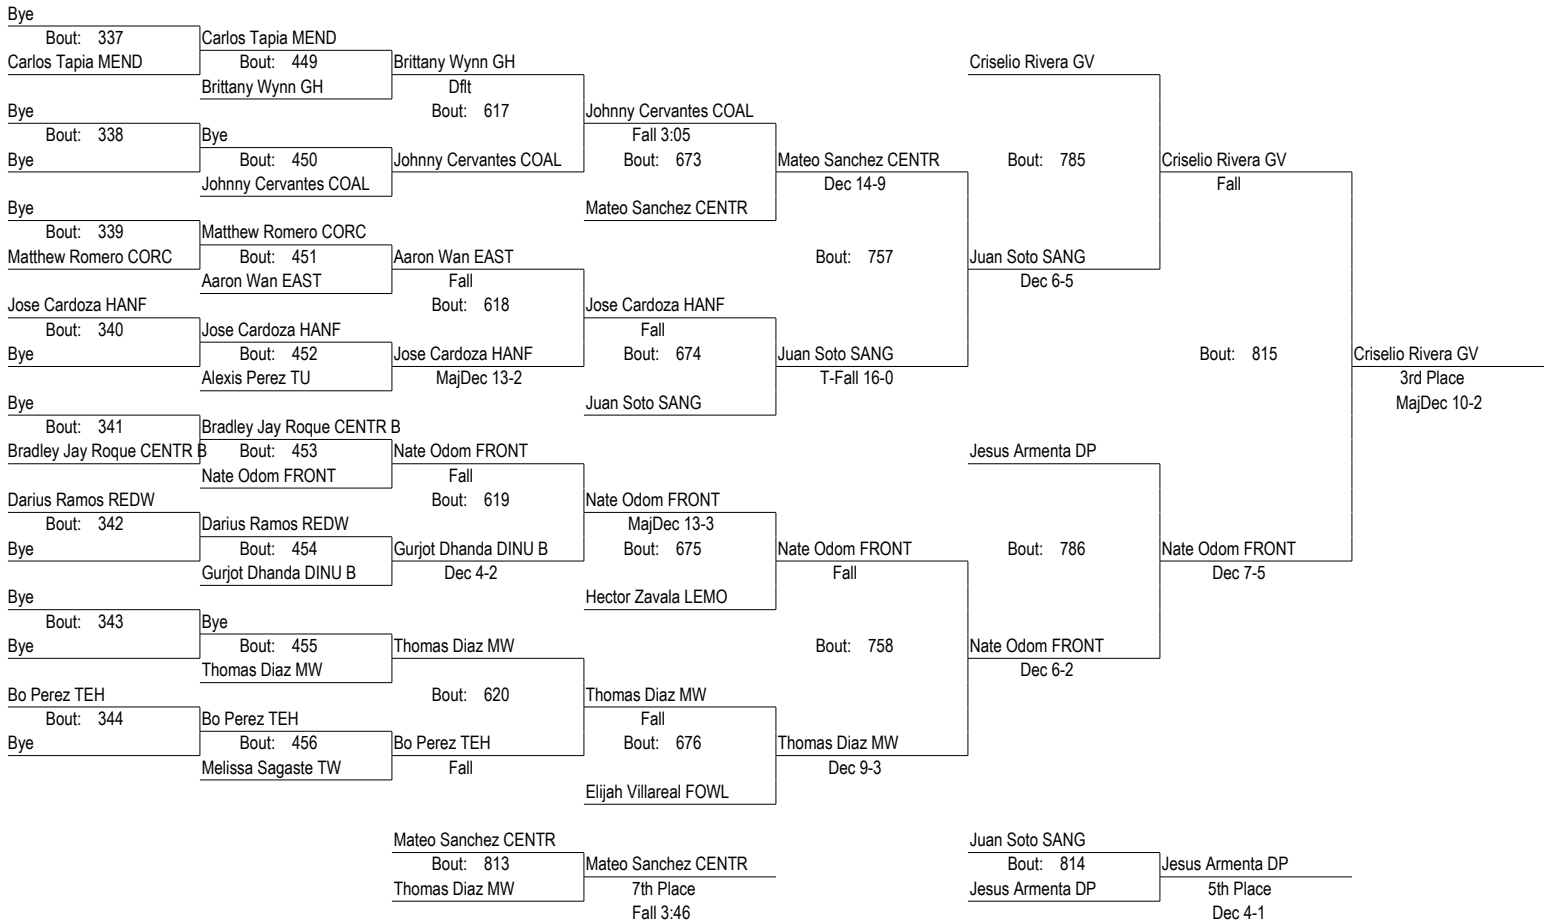 Bye
Bout: 337 Carlos Tapia MEND
Carlos Tapia MEND Bout: 449 Brittany Wynn GH Criselio Rivera GV
Brittany Wynn GH Dflt
Bye Bout: 617 Johnny Cervantes COAL
Bout: 338 Bye Fall 3:05
Bye Bout: 450 Johnny Cervantes COAL Bout: 673 Mateo Sanchez CENTR Bout: 785 Criselio Rivera GV
Johnny Cervantes COAL Dec 14-9 Fall
Bye Mateo Sanchez CENTR
Bout: 339 Matthew Romero CORC
Matthew Romero CORC Bout: 451 Aaron Wan EAST Bout: 757 Juan Soto SANG
Aaron Wan EAST Fall Dec 6-5
Jose Cardoza HANF Bout: 618 Jose Cardoza HANF
Bout: 340 Jose Cardoza HANF Fall
Bye Bout: 452 Jose Cardoza HANF Bout: 674 Juan Soto SANG Bout: 815 Criselio Rivera GV
Alexis Perez TU MajDec 13-2 T-Fall 16-0 3rd Place
Bye Juan Soto SANG MajDec 10-2
Bout: 341 Bradley Jay Roque CENTR B
Bradley Jay Roque CENTR B Bout: 453 Nate Odom FRONT Jesus Armenta DP
Nate Odom FRONT Fall
Darius Ramos REDW Bout: 619 Nate Odom FRONT
Bout: 342 Darius Ramos REDW MajDec 13-3
Bye Bout: 454 Gurjot Dhanda DINU B Bout: 675 Nate Odom FRONT Bout: 786 Nate Odom FRONT
Gurjot Dhanda DINU B Dec 4-2 Fall Dec 7-5
Bye Hector Zavala LEMO
Bout: 343 Bye
Bye Bout: 455 Thomas Diaz MW Bout: 758 Nate Odom FRONT
Thomas Diaz MW Dec 6-2
Bo Perez TEH Bout: 620 Thomas Diaz MW
Bout: 344 Bo Perez TEH Fall
Bye Bout: 456 Bo Perez TEH Bout: 676 Thomas Diaz MW
Melissa Sagaste TW Fall Dec 9-3
Elijah Villareal FOWL
Mateo Sanchez CENTR Juan Soto SANG
Bout: 813 Mateo Sanchez CENTR Bout: 814 Jesus Armenta DP
Thomas Diaz MW 7th Place Jesus Armenta DP 5th Place
Fall 3:46 Dec 4-1